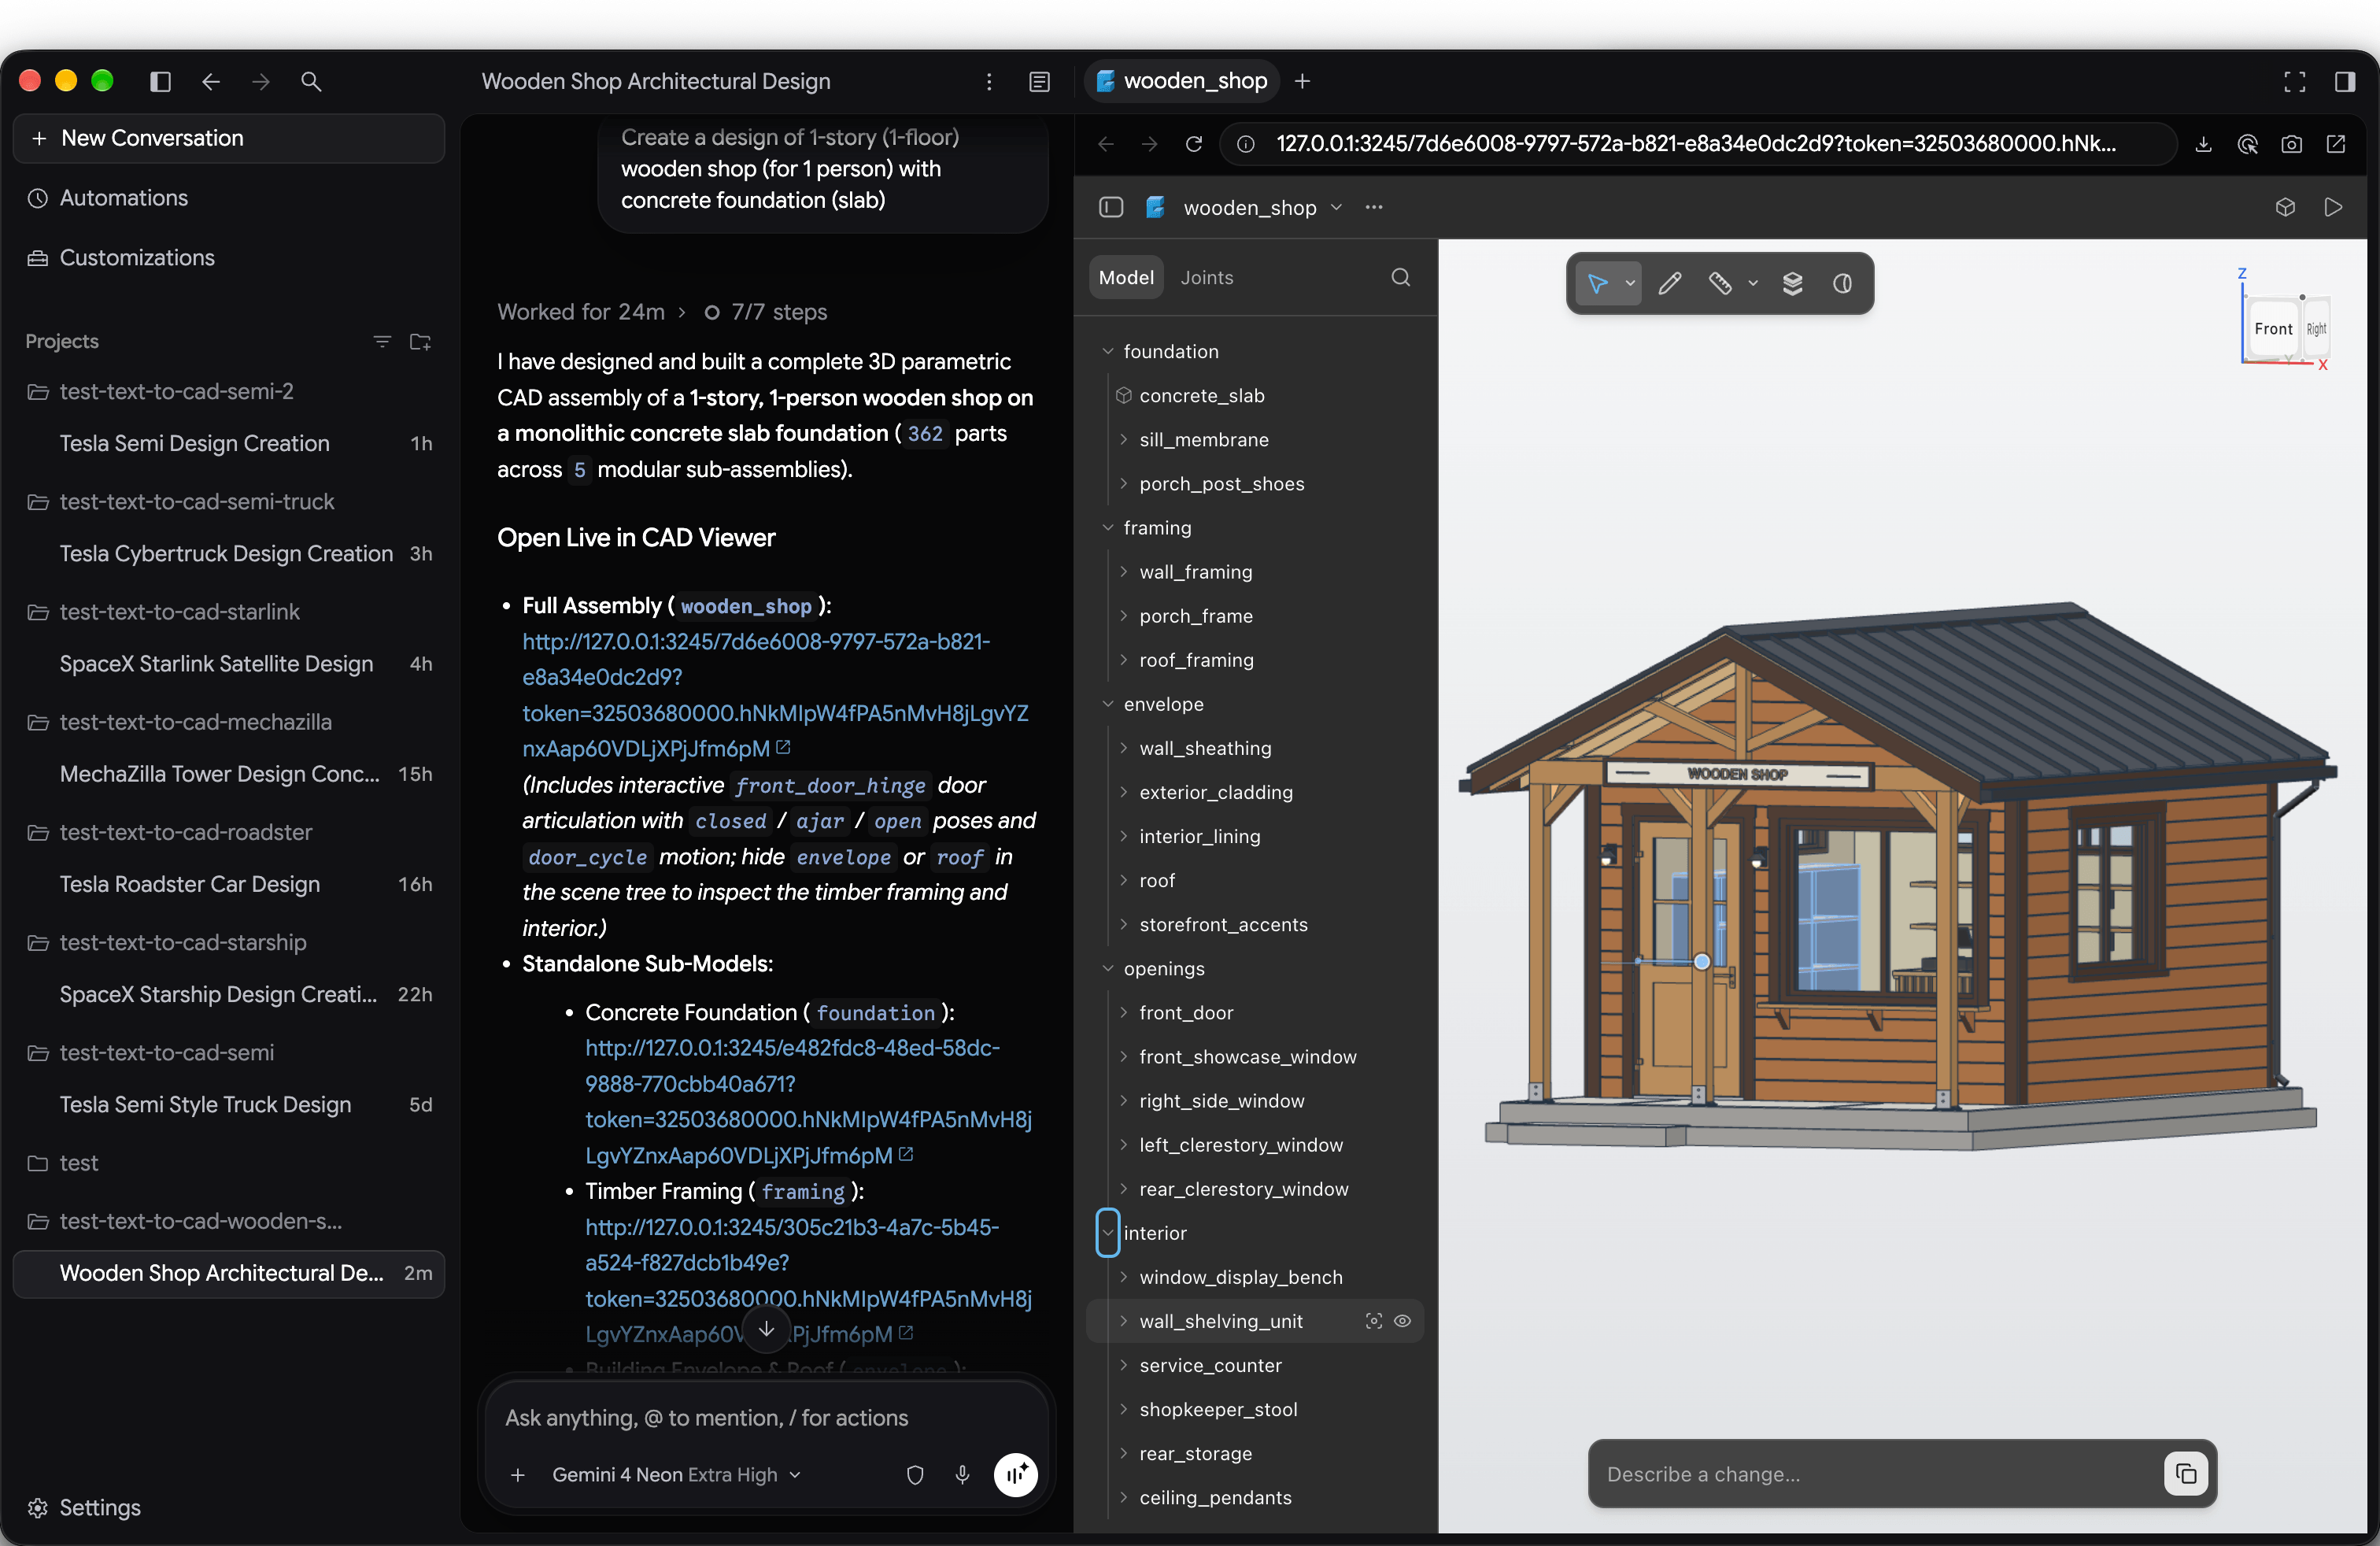 Wooden Shop Architectural Design
wooden_shop
New Conversation
Automations
Customizations
Projects
test-text-to-cad-semi-2
Tesla Semi Design Creation 1h
test-text-to-cad-semi-truck
Tesla Cybertruck Design Creation 3h
test-text-to-cad-starlink
SpaceX Starlink Satellite Design 4h
test-text-to-cad-mechazilla
MechaZilla Tower Design Conc... 15h
test-text-to-cad-roadster
Tesla Roadster Car Design 16h
test-text-to-cad-starship
SpaceX Starship Design Creati... 22h
test-text-to-cad-semi
Tesla Semi Style Truck Design 5d
test
test-text-to-cad-wooden-s...
Wooden Shop Architectural De... 2m
Settings
Create a design of 1-story (1-floor)
wooden shop (for 1 person) with
concrete foundation (slab)
Worked for 24m > 7/7 steps
I have designed and built a complete 3D parametric
CAD assembly of a 1-story, 1-person wooden shop on
a monolithic concrete slab foundation ( 362 parts
across 5 modular sub-assemblies).
Open Live in CAD Viewer
• Full Assembly ( wooden_shop ):
http://127.0.0.1:3245/7d6e6008-9797-572a-b821-
e8a34e0dc2d9?
token=32503680000.hNkMIpW4fPA5nMvH8jLgvYZ
nxAap60VDLjXPjJfm6pM
(Includes interactive front_door_hinge door
articulation with closed / ajar / open poses and
door_cycle motion; hide envelope or roof in
the scene tree to inspect the timber framing and
interior.)
• Standalone Sub-Models:
• Concrete Foundation ( foundation ):
http://127.0.0.1:3245/e482fdc8-48ed-58dc-
9888-770cbb40a671?
token=32503680000.hNkMIpW4fPA5nMvH8j
LgvYZnxAap60VDLjXPjJfm6pM
• Timber Framing ( framing ):
http://127.0.0.1:3245/305c21b3-4a7c-5b45-
a524-f827dcb1b49e?
token=32503680000.hNkMIpW4fPA5nMvH8j
LgvYZnxAap60V PjJfm6pM
• Building Envelope & Roof ( envelope ):
Ask anything, @ to mention, / for actions
Gemini 4 Neon Extra High
127.0.0.1:3245/7d6e6008-9797-572a-b821-e8a34e0dc2d9?token=32503680000.hNk...
wooden_shop
Model Joints
foundation
concrete_slab
sill_membrane
porch_post_shoes
framing
wall_framing
porch_frame
roof_framing
envelope
wall_sheathing
exterior_cladding
interior_lining
roof
storefront_accents
openings
front_door
front_showcase_window
right_side_window
left_clerestory_window
rear_clerestory_window
interior
window_display_bench
wall_shelving_unit
service_counter
shopkeeper_stool
rear_storage
ceiling_pendants
Z
Front Right
Y
X
WOODEN SHOP
Describe a change...